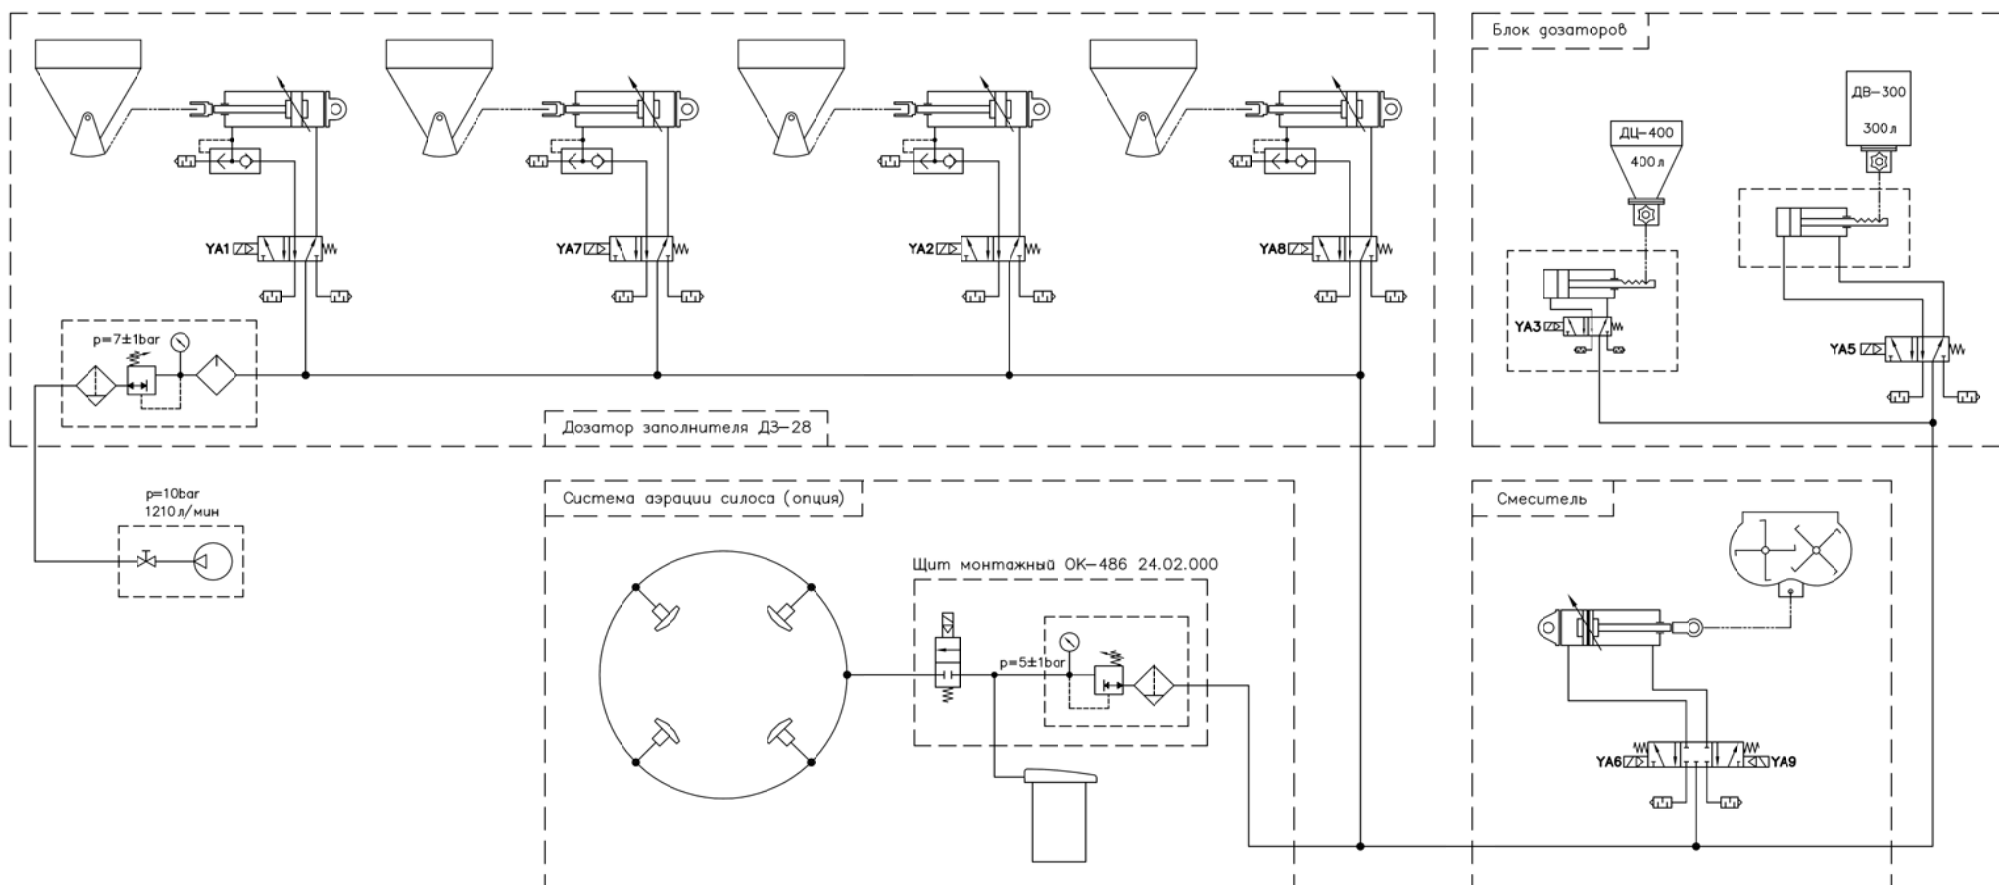 Блок дозаторов
ДВ-300
300 л
ДЦ-400
400 л
YA1
YA7
YA2
YA8
YA3
YA5
p=7±1bar
Дозатор заполнителя ДЗ-28
p=10bar
1210 л/мин
Система аэрации силоса (опция)
Щит монтажный ОК-486 24.02.000
p=5±1bar
Смеситель
YA6
YA9